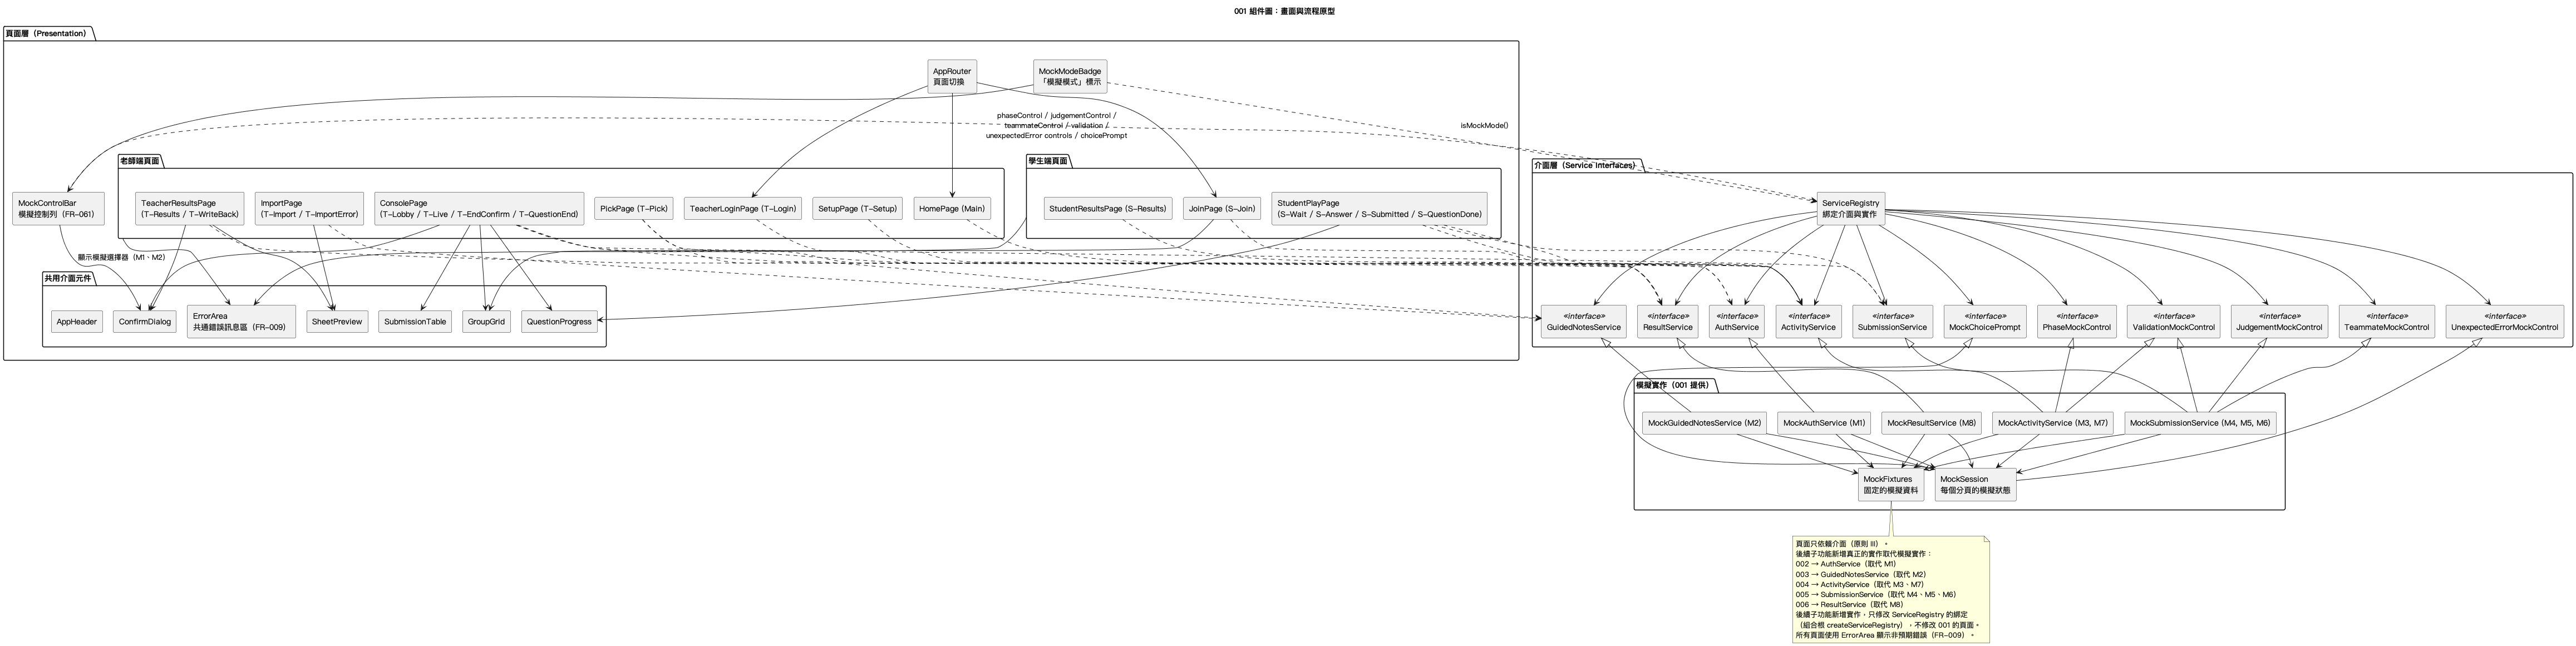 001 組件圖：畫面與流程原型
頁面層（Presentation）
AppRouter
頁面切換
MockModeBadge
「模擬模式」標示
phaseControl / judgementControl /
teammateControl / validation /
unexpectedError controls / choicePrompt
isMockMode()
老師端頁面
學生端頁面
介面層（Service Interfaces）
MockControlBar
模擬控制列（FR-061）
TeacherResultsPage
(T-Results / T-WriteBack)
ImportPage
(T-Import / T-ImportError)
ConsolePage
(T-Lobby / T-Live / T-EndConfirm / T-QuestionEnd)
PickPage (T-Pick)
TeacherLoginPage (T-Login)
SetupPage (T-Setup)
HomePage (Main)
StudentResultsPage (S-Results)
JoinPage (S-Join)
StudentPlayPage
(S-Wait / S-Answer / S-Submitted / S-QuestionDone)
ServiceRegistry
綁定介面與實作
顯示模擬選擇器（M1、M2）
共用介面元件
AppHeader
ConfirmDialog
ErrorArea
共通錯誤訊息區（FR-009）
SheetPreview
SubmissionTable
GroupGrid
QuestionProgress
«interface»
GuidedNotesService
«interface»
ResultService
«interface»
AuthService
«interface»
ActivityService
«interface»
SubmissionService
«interface»
MockChoicePrompt
«interface»
PhaseMockControl
«interface»
ValidationMockControl
«interface»
JudgementMockControl
«interface»
TeammateMockControl
«interface»
UnexpectedErrorMockControl
模擬實作（001 提供）
MockGuidedNotesService (M2)
MockAuthService (M1)
MockResultService (M8)
MockActivityService (M3, M7)
MockSubmissionService (M4, M5, M6)
MockFixtures
固定的模擬資料
MockSession
每個分頁的模擬狀態
頁面只依賴介面（原則 III）。
後續子功能新增真正的實作取代模擬實作：
002 → AuthService（取代 M1）
003 → GuidedNotesService（取代 M2）
004 → ActivityService（取代 M3、M7）
005 → SubmissionService（取代 M4、M5、M6）
006 → ResultService（取代 M8）
後續子功能新增實作，只修改 ServiceRegistry 的綁定
（組合根 createServiceRegistry），不修改 001 的頁面。
所有頁面使用 ErrorArea 顯示非預期錯誤（FR-009）。